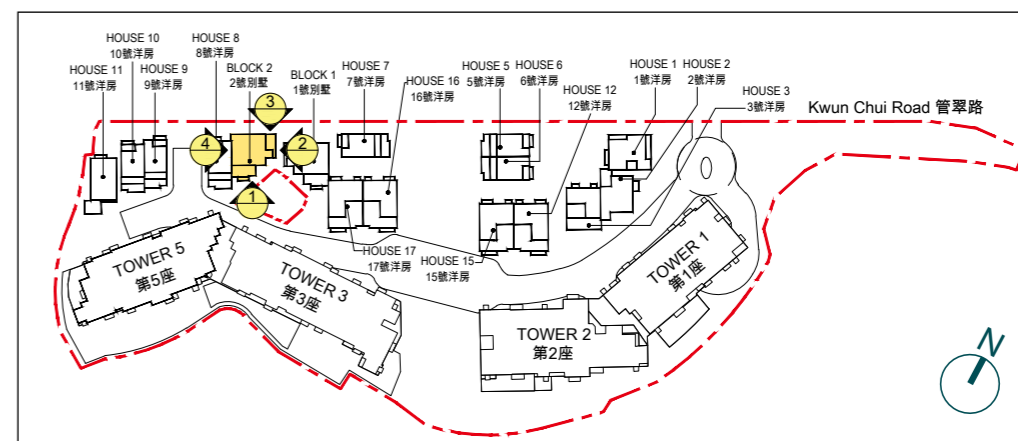 HOUSE 10
10號洋房
HOUSE 8
8號洋房
HOUSE 11
11號洋房
HOUSE 9
9號洋房
BLOCK 2
2號別墅
BLOCK 1
1號別墅
HOUSE 7
7號洋房
HOUSE 16
16號洋房
HOUSE 5
5號洋房
HOUSE 6
6號洋房
HOUSE 12
12號洋房
HOUSE 1
1號洋房
HOUSE 2
2號洋房
HOUSE 3
3號洋房
Kwun Chui Road 管翠路
3
4
2
1
HOUSE 17
17號洋房
HOUSE 15
15號洋房
TOWER 5
第5座
TOWER 3
第3座
TOWER 2
第2座
TOWER 1
第1座
N